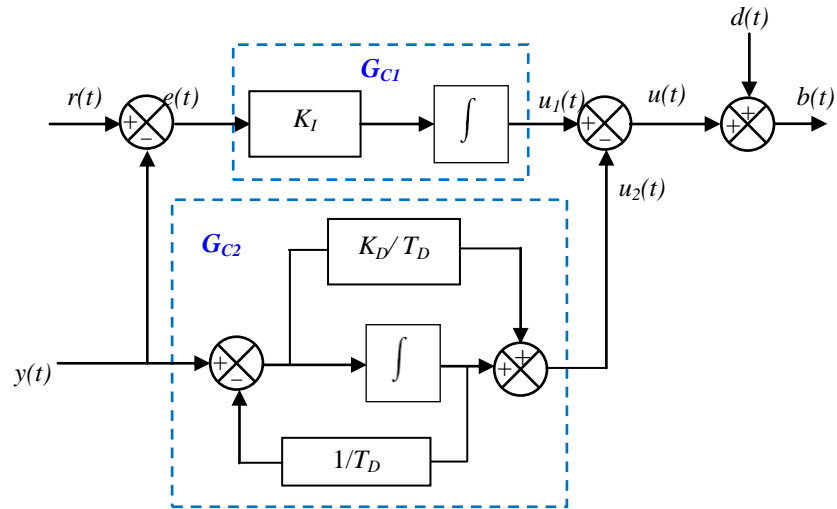 d(t)
G_C1
r(t) e(t) u_1(t) u(t) b(t)
K_I ∫
+ − + − + +
u_2(t)
G_C2 K_D/ T_D
∫
y(t) + − + +
1/T_D